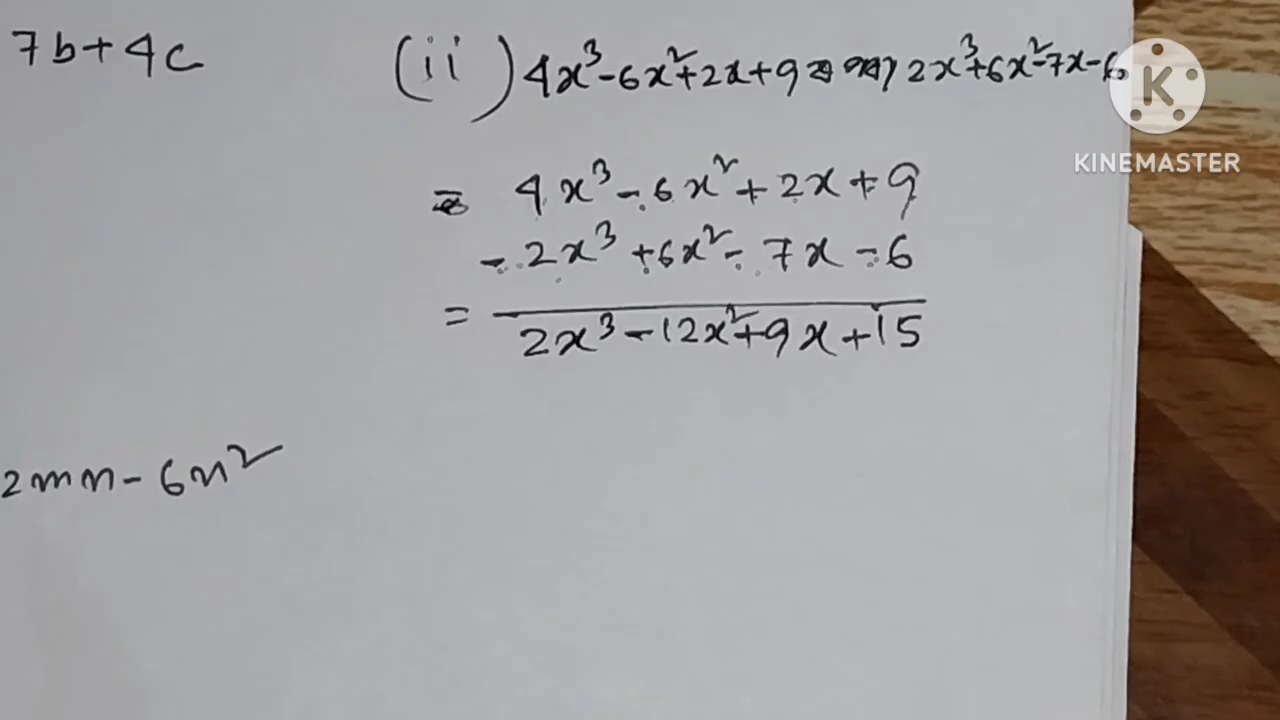 7b+4c
(ii) 4x³-6x²+2x+9 2x³+6x²-7x-6
= 4x³-6x²+2x+9
-2x³+6x²-7x-6
= 2x³-12x²+9x+15
2mn-6n²
K
KINEMASTER